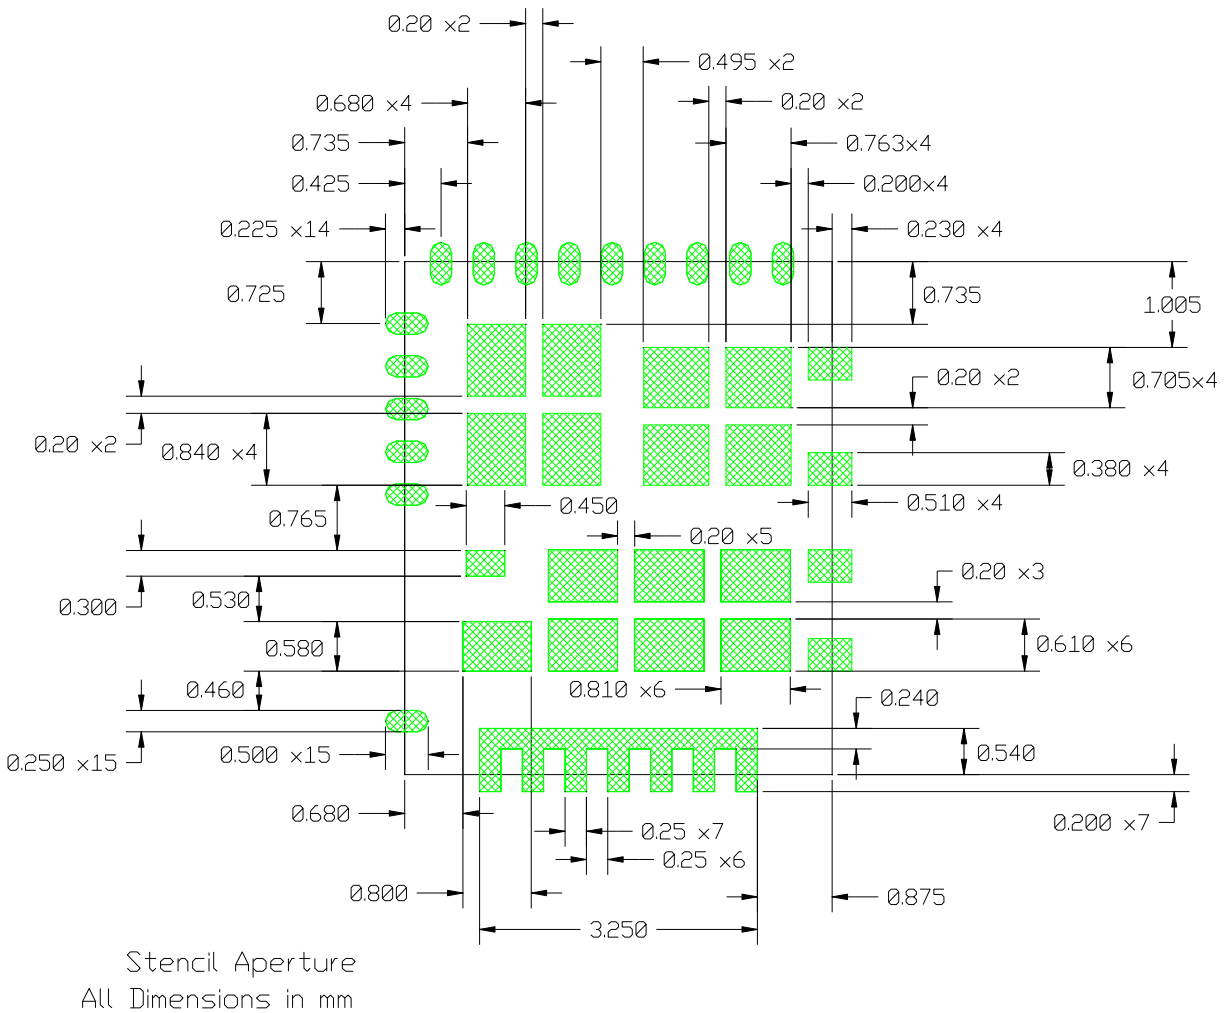 0.20 x2
0.495 x2
0.680 x4
0.20 x2
0.735
0.763x4
0.425
0.200x4
0.225 x14
0.230 x4
0.725
0.735
1.005
0.20 x2
0.705x4
0.20 x2
0.840 x4
0.380 x4
0.450
0.510 x4
0.765
0.20 x5
0.20 x3
0.300
0.530
0.580
0.610 x6
0.460
0.810 x6
0.240
0.250 x15
0.500 x15
0.540
0.680
0.25 x7
0.200 x7
0.25 x6
0.800
0.875
3.250
Stencil Aperture
All Dimensions in mm